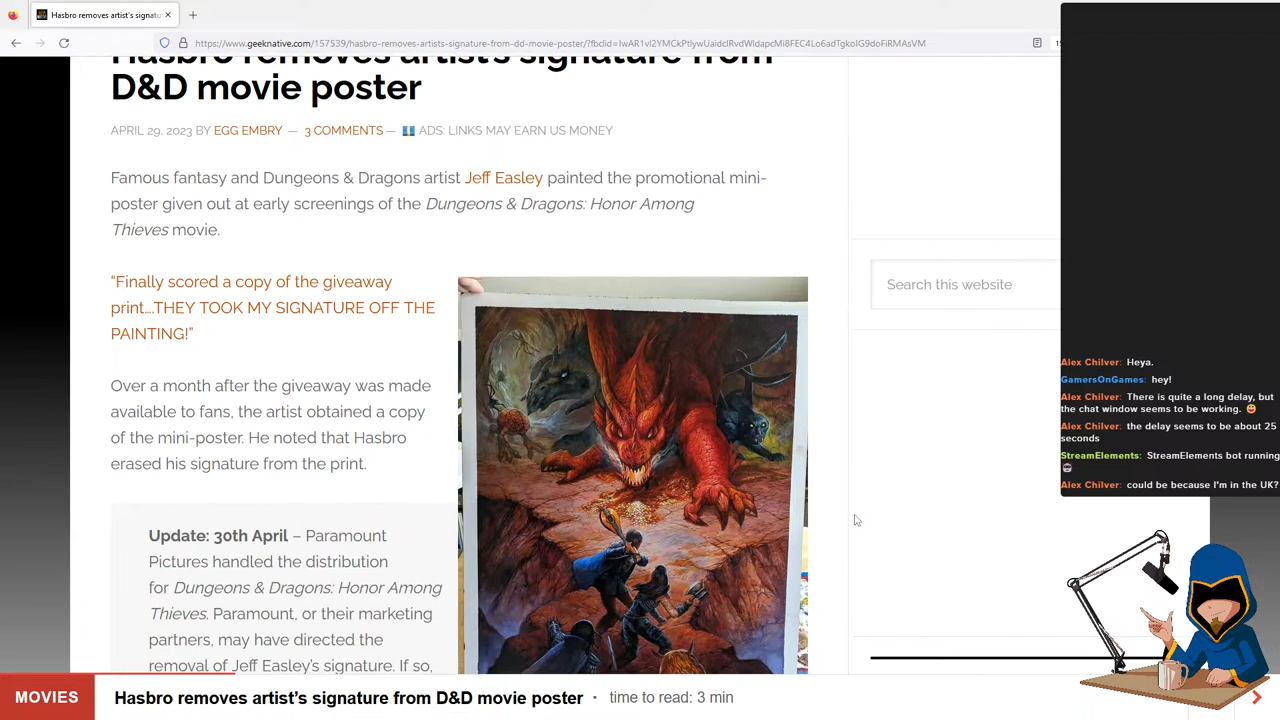 Hasbro removes artist's signatu
https://www.geeknative.com/157539/hasbro-removes-artists-signature-from-dd-movie-poster/?fbclid=IwAR1vl2YMCkPtlywUaidclRvdWldapcMi8FEC4Lo6adTgkolG9doFiRMAsVM
Hasbro removes artist's signature from
D&D movie poster
APRIL 29, 2023 BY EGG EMBRY — 3 COMMENTS – ADS: LINKS MAY EARN US MONEY
Famous fantasy and Dungeons & Dragons artist Jeff Easley painted the promotional mini-
poster given out at early screenings of the Dungeons & Dragons: Honor Among
Thieves movie.
“Finally scored a copy of the giveaway
print….THEY TOOK MY SIGNATURE OFF THE
PAINTING!”
Over a month after the giveaway was made
available to fans, the artist obtained a copy
of the mini-poster. He noted that Hasbro
erased his signature from the print.
Update: 30th April – Paramount
Pictures handled the distribution
for Dungeons & Dragons: Honor Among
Thieves. Paramount, or their marketing
partners, may have directed the
removal of Jeff Easley's signature. If so,
Search this website
Alex Chilver: Heya.
GamersOnGames: hey!
Alex Chilver: There is quite a long delay, but
the chat window seems to be working.
Alex Chilver: the delay seems to be about 25
seconds
StreamElements: StreamElements bot running
Alex Chilver: could be because I'm in the UK?
MOVIES Hasbro removes artist's signature from D&D movie poster · time to read: 3 min